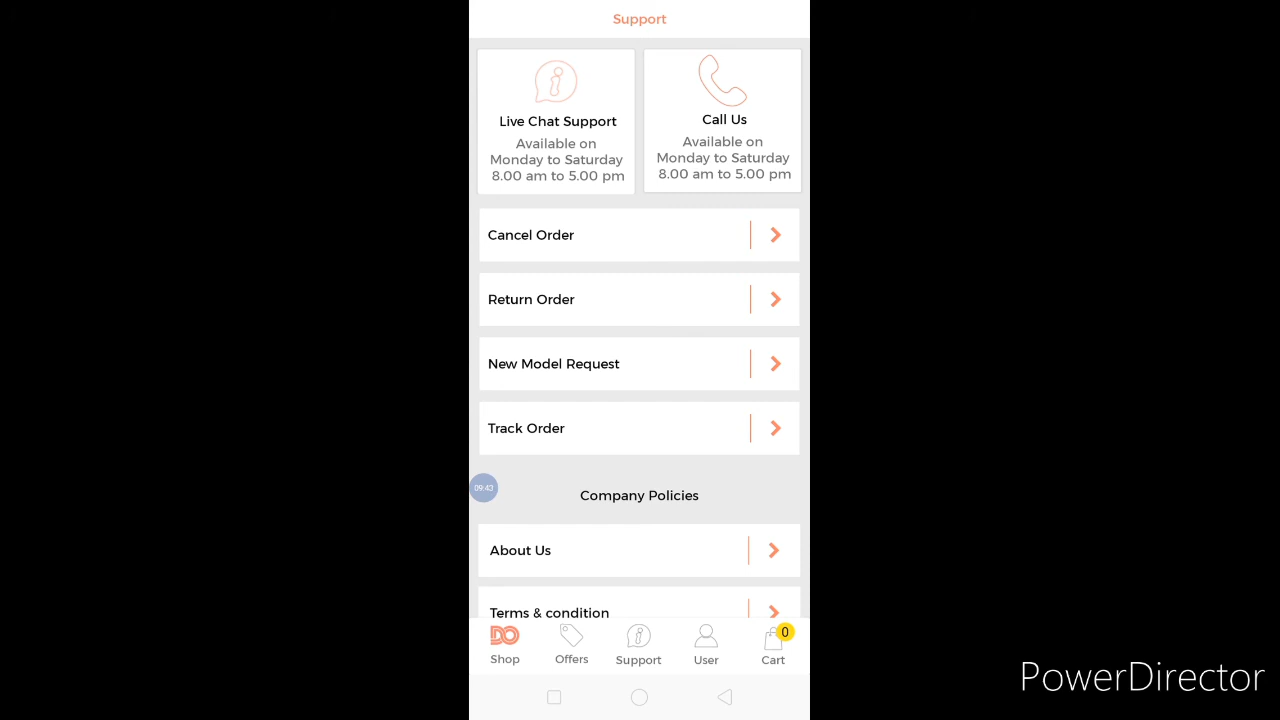 Support
Live Chat Support
Available on
Monday to Saturday
8.00 am to 5.00 pm
Call Us
Available on
Monday to Saturday
8.00 am to 5.00 pm
Cancel Order
Return Order
New Model Request
Track Order
09:43
Company Policies
About Us
Terms & condition
DO
Shop
Offers
Support
User
0
Cart
PowerDirector